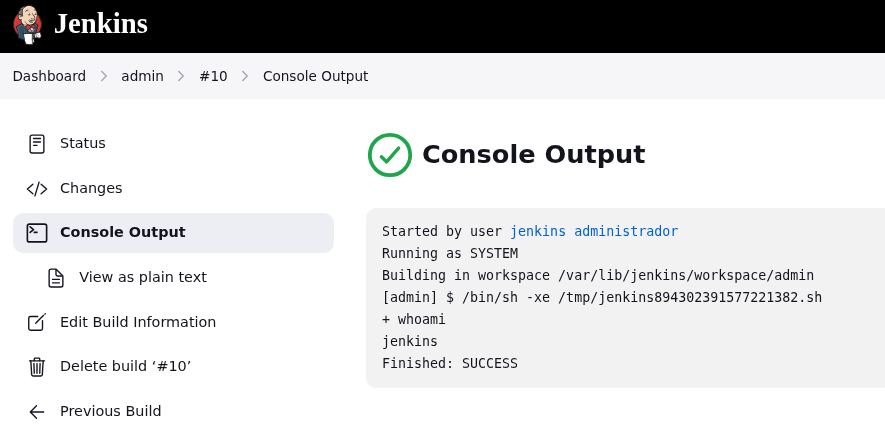 Jenkins
Dashboard > admin > #10 > Console Output
Status
Changes
Console Output
View as plain text
Edit Build Information
Delete build ‘#10’
Previous Build
Console Output
Started by user jenkins administrador
Running as SYSTEM
Building in workspace /var/lib/jenkins/workspace/admin
[admin] $ /bin/sh -xe /tmp/jenkins894302391577221382.sh
+ whoami
jenkins
Finished: SUCCESS